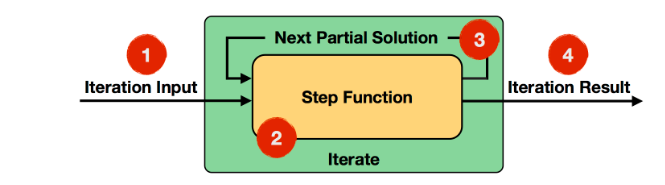 Next Partial Solution
3
1
4
Iteration Input
Iteration Result
Step Function
2
Iterate